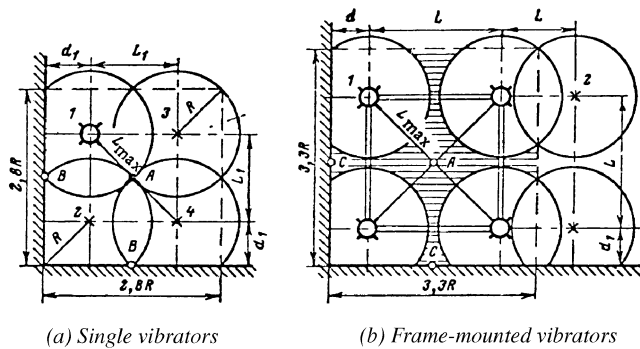 d₁
L₁
1
3
R
Lmax
2,8R
B
A
L₁
2
4
B
R
d₁
2,8R
(a) Single vibrators
d
L
L
1
2
Lmax
C
A
3,3R
L
2
C
d₁
3,3R
(b) Frame-mounted vibrators